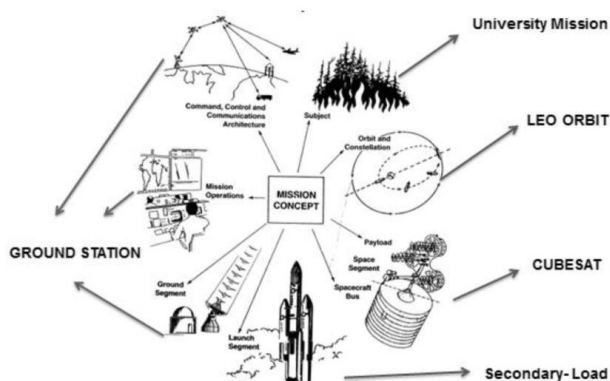 University Mission
Command, Control and
Communications
Architecture
Subject
Orbit and
Constellation
LEO ORBIT
Mission
Operations
MISSION
CONCEPT
GROUND STATION
Payload
Space
Segment
Spacecraft
Bus
CUBESAT
Ground
Segment
Launch
Segment
Secondary- Load